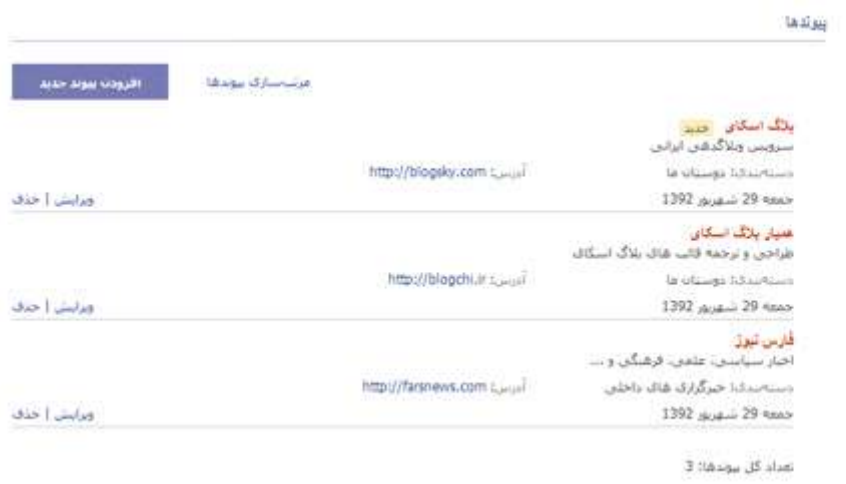 پیوندها
مرتب‌سازی پیوندها
افزودن پیوند جدید
بلاگ اسکای جدید
سرویس وبلاگدهی ایرانی
دسته‌بندی: دوستان ما آدرس: http://blogsky.com
جمعه 29 شهریور 1392 ویرایش | حذف
همیار بلاگ اسکای
طراحی و ترجمه قالب های بلاگ اسکای
دسته‌بندی: دوستان ما آدرس: http://blogchi.ir
جمعه 29 شهریور 1392 ویرایش | حذف
فارس نیوز
اخبار سیاسی، علمی، فرهنگی و ...
دسته‌بندی: خبرگزاری های داخلی آدرس: http://farsnews.com
جمعه 29 شهریور 1392 ویرایش | حذف
تعداد کل پیوندها: 3